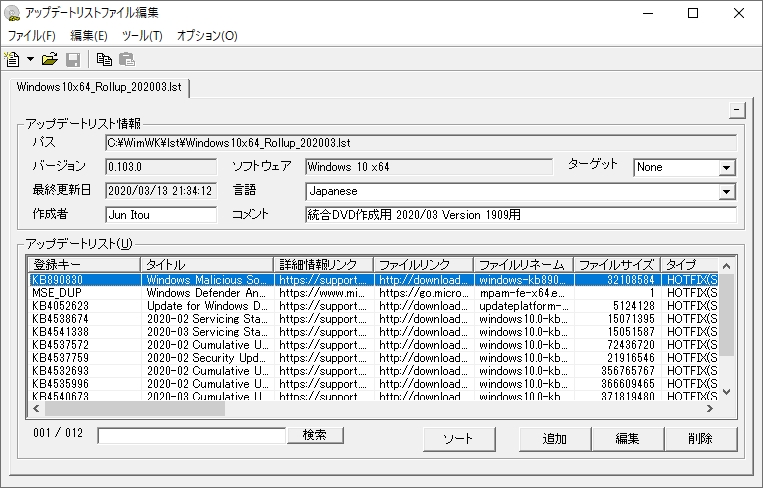 アップデートリストファイル編集
ファイル(F) 編集(E) ツール(T) オプション(O)
Windows10x64_Rollup_202003.lst
-
アップデートリスト情報
パス C:¥WimWK¥lst¥Windows10x64_Rollup_202003.lst
バージョン 0.103.0 ソフトウェア Windows 10 x64 ターゲット None
最終更新日 2020/03/13 21:34:12 言語 Japanese
作成者 Jun Itou コメント 統合DVD作成用 2020/03 Version 1909用
アップデートリスト(U)
登録キー タイトル 詳細情報リンク ファイルリンク ファイルリネーム ファイルサイズ タイプ
KB890830 Windows Malicious So... https://support.... http://download... windows-kb890... 32108584 HOTFIX(S
MSE_DUP Windows Defender An... https://www.mi... https://go.micro... mpam-fe-x64.e... 1 HOTFIX(S
KB4052623 Update for Windows D... https://support.... http://download... updateplatform-... 5124128 HOTFIX(S
KB4538674 2020-02 Servicing Sta... https://support.... http://download... windows10.0-kb... 15071395 HOTFIX(S
KB4541338 2020-03 Servicing Sta... https://support.... http://download... windows10.0-kb... 15051587 HOTFIX(S
KB4537572 2020-02 Cumulative U... https://support.... http://download... windows10.0-kb... 72436720 HOTFIX(S
KB4537759 2020-02 Security Upd... https://support.... http://download... windows10.0-kb... 21916546 HOTFIX(S
KB4532693 2020-02 Cumulative U... https://support.... http://download... windows10.0-kb... 356765767 HOTFIX(S
KB4535996 2020-02 Cumulative U... https://support.... http://download... windows10.0-kb... 366609465 HOTFIX(S
KB4540673 2020-03 Cumulative U... https://support.... http://download... windows10.0-kb... 371819480 HOTFIX(S
001 / 012 検索 ソート 追加 編集 削除